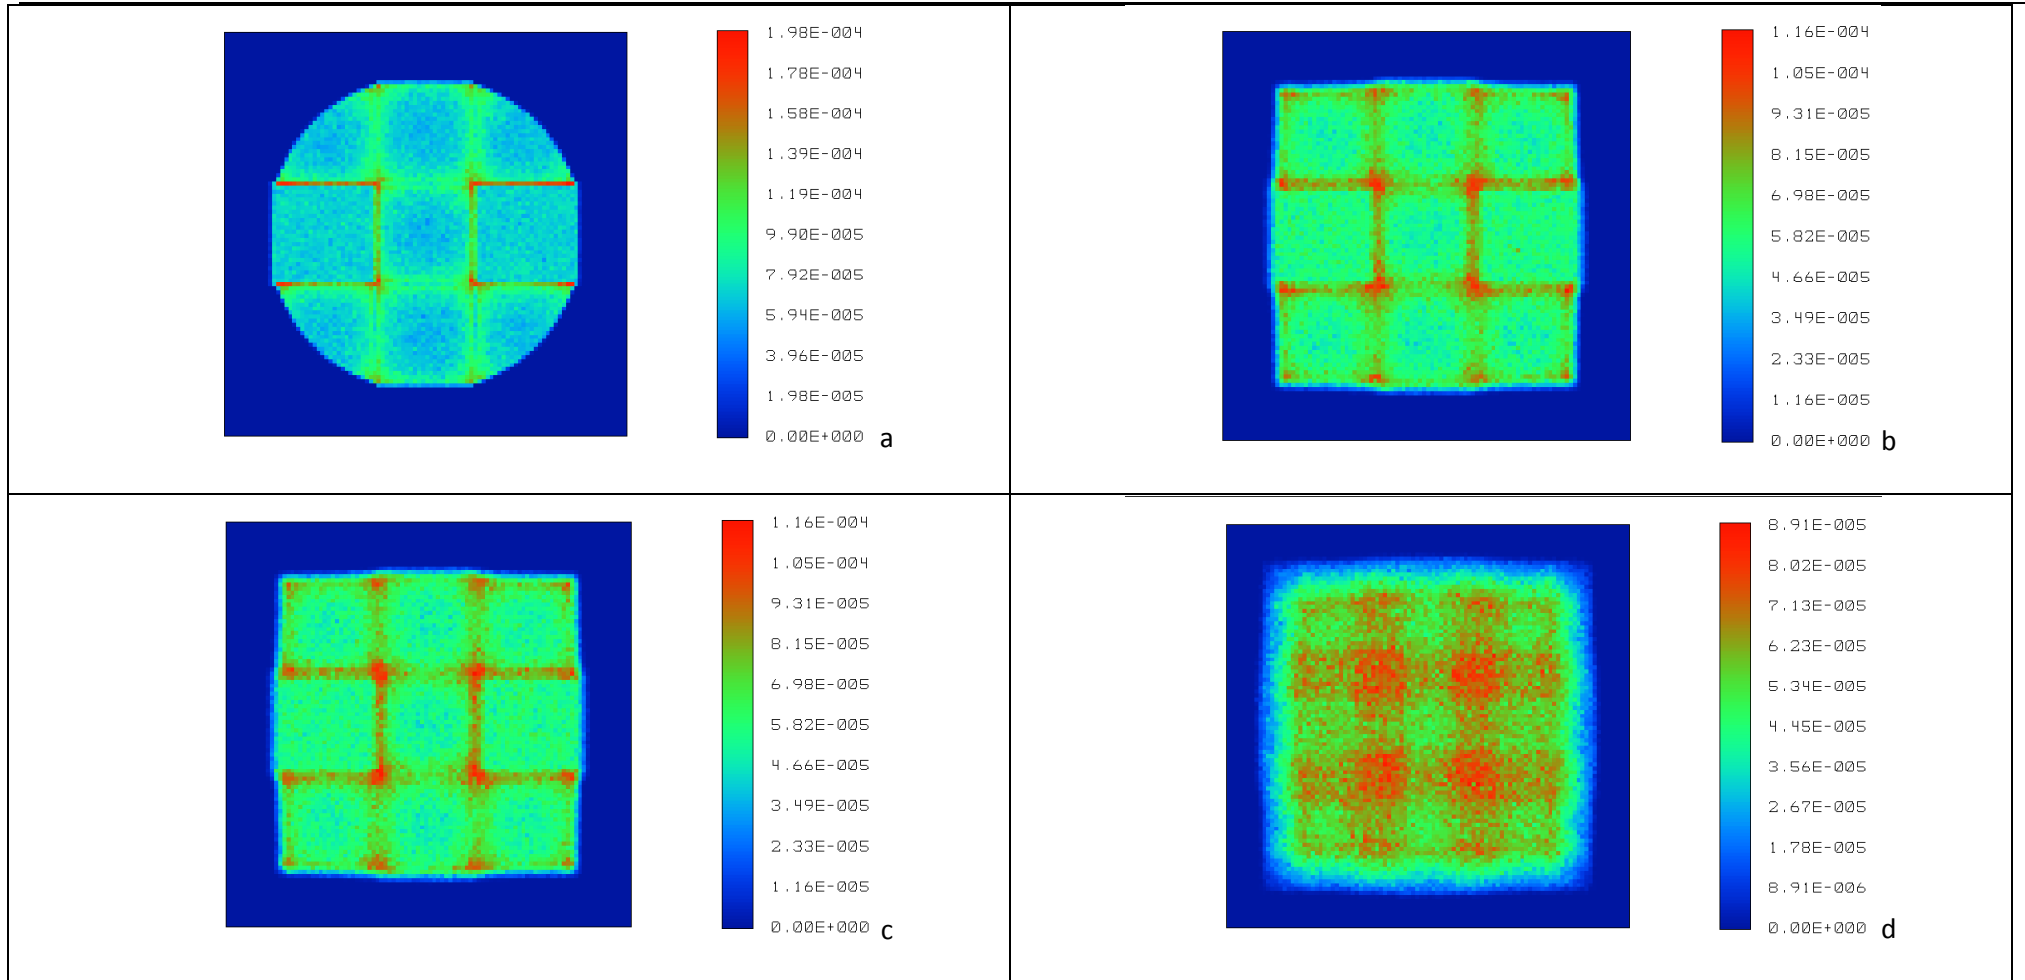 1.98E-004
1.78E-004
1.58E-004
1.39E-004
1.19E-004
9.90E-005
7.92E-005
5.94E-005
3.96E-005
1.98E-005
0.00E+000
a
1.16E-004
1.05E-004
9.31E-005
8.15E-005
6.98E-005
5.82E-005
4.66E-005
3.49E-005
2.33E-005
1.16E-005
0.00E+000
b
1.16E-004
1.05E-004
9.31E-005
8.15E-005
6.98E-005
5.82E-005
4.66E-005
3.49E-005
2.33E-005
1.16E-005
0.00E+000
c
8.91E-005
8.02E-005
7.13E-005
6.23E-005
5.34E-005
4.45E-005
3.56E-005
2.67E-005
1.78E-005
8.91E-006
0.00E+000
d